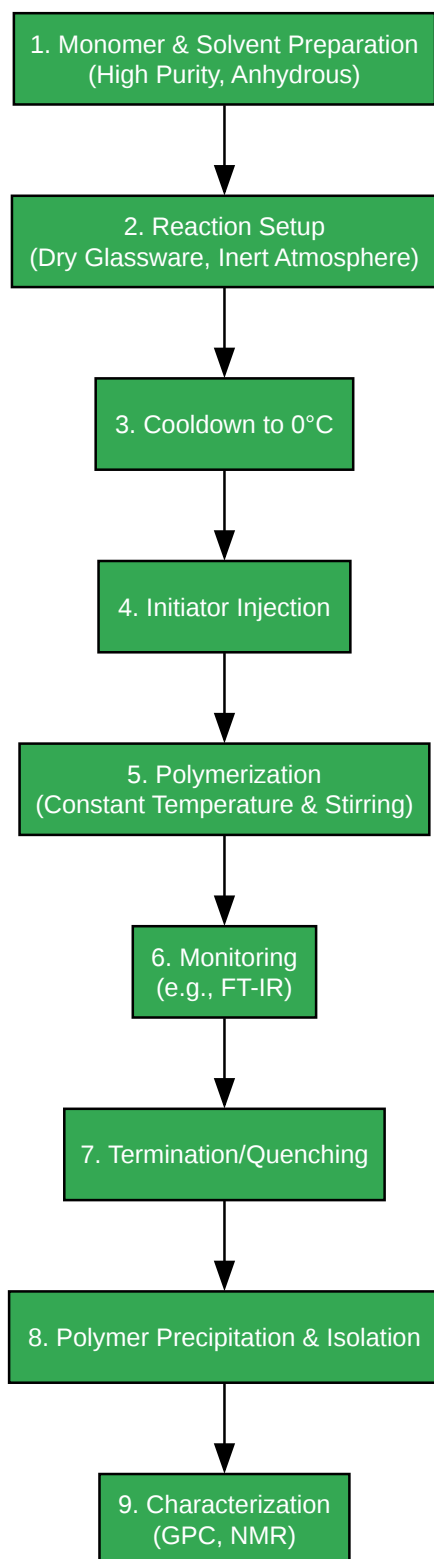 1. Monomer & Solvent Preparation
(High Purity, Anhydrous)
2. Reaction Setup
(Dry Glassware, Inert Atmosphere)
3. Cooldown to 0°C
4. Initiator Injection
5. Polymerization
(Constant Temperature & Stirring)
6. Monitoring
(e.g., FT-IR)
7. Termination/Quenching
8. Polymer Precipitation & Isolation
9. Characterization
(GPC, NMR)